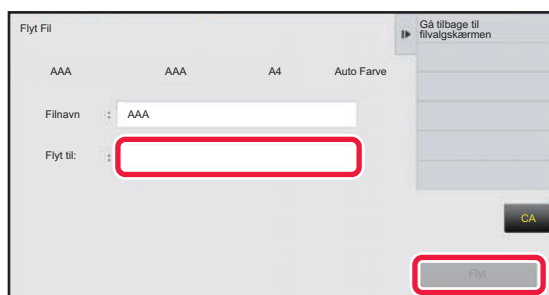 Flyt Fil
Gå tilbage til
filvalgskærmen
AAA AAA A4 Auto Farve
Filnavn : AAA
Flyt til: :
CA
Flyt